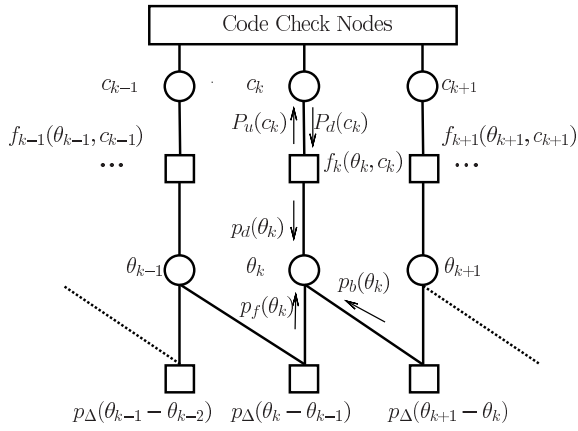 Code Check Nodes
c_{k−1} c_k c_{k+1}
P_u(c_k) P_d(c_k)
f_{k−1}(θ_{k−1}, c_{k−1}) f_k(θ_k, c_k) f_{k+1}(θ_{k+1}, c_{k+1})
... ...
p_d(θ_k)
θ_{k−1} θ_k θ_{k+1}
p_f(θ_k) p_b(θ_k)
p_Δ(θ_{k−1} − θ_{k−2}) p_Δ(θ_k − θ_{k−1}) p_Δ(θ_{k+1} − θ_k)